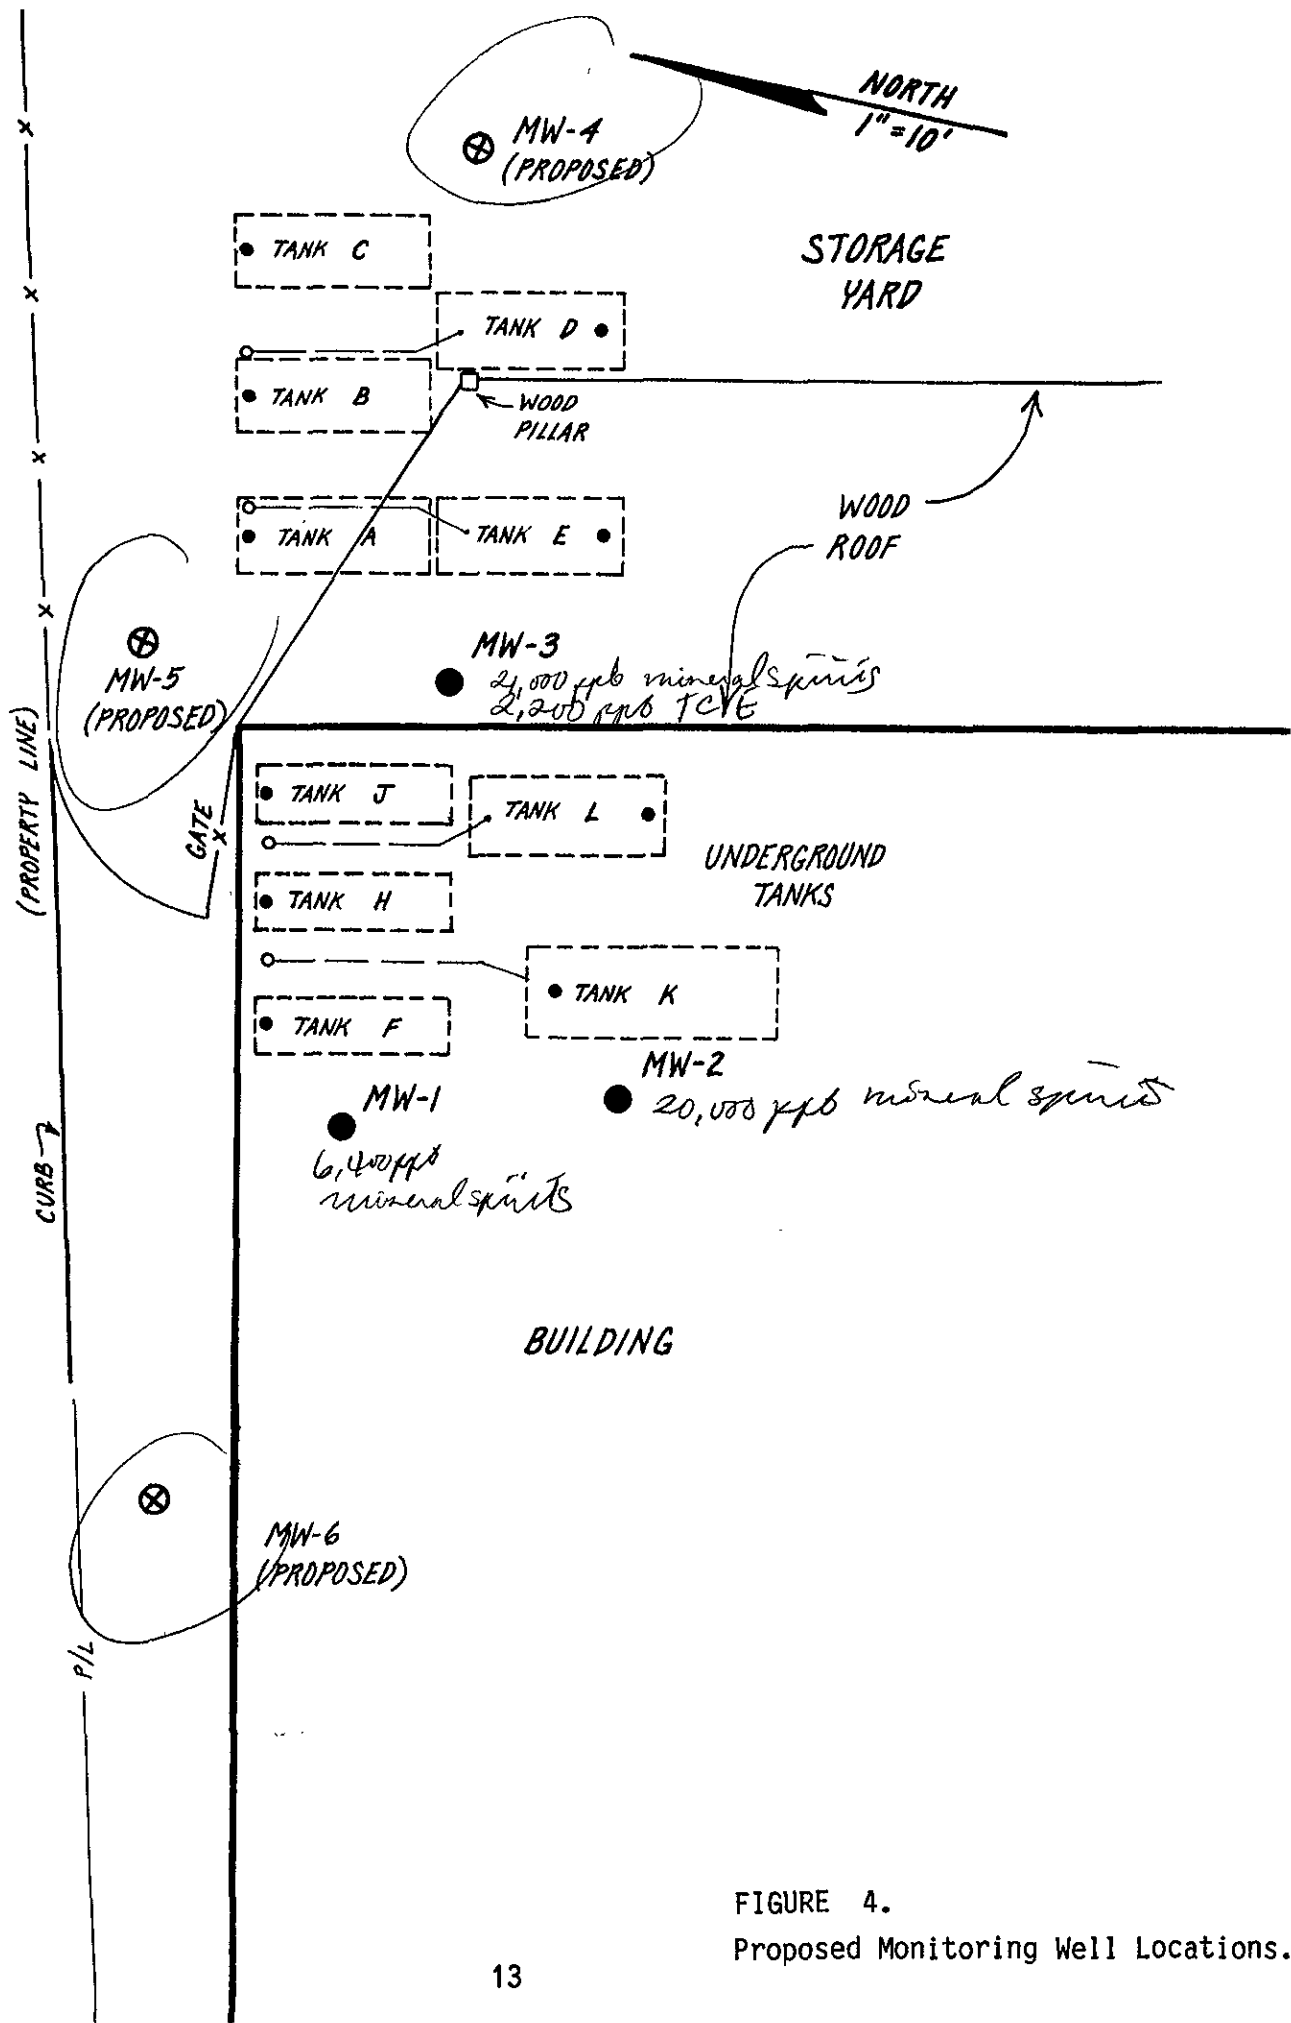 NORTH
1"=10'
MW-4
(PROPOSED)
TANK C
STORAGE
YARD
TANK D
TANK B
WOOD
PILLAR
WOOD
ROOF
TANK A
TANK E
MW-3
mineral spirits
2,200 ppb TCE
MW-5
(PROPOSED)
(PROPERTY LINE)
GATE
TANK J
TANK L
UNDERGROUND
TANKS
TANK H
TANK K
TANK F
MW-2
20,000 ppb mineral spirits
MW-1
6,400 ppb
mineral spirits
CURB
BUILDING
MW-6
(PROPOSED)
P/L
FIGURE 4.
Proposed Monitoring Well Locations.
13